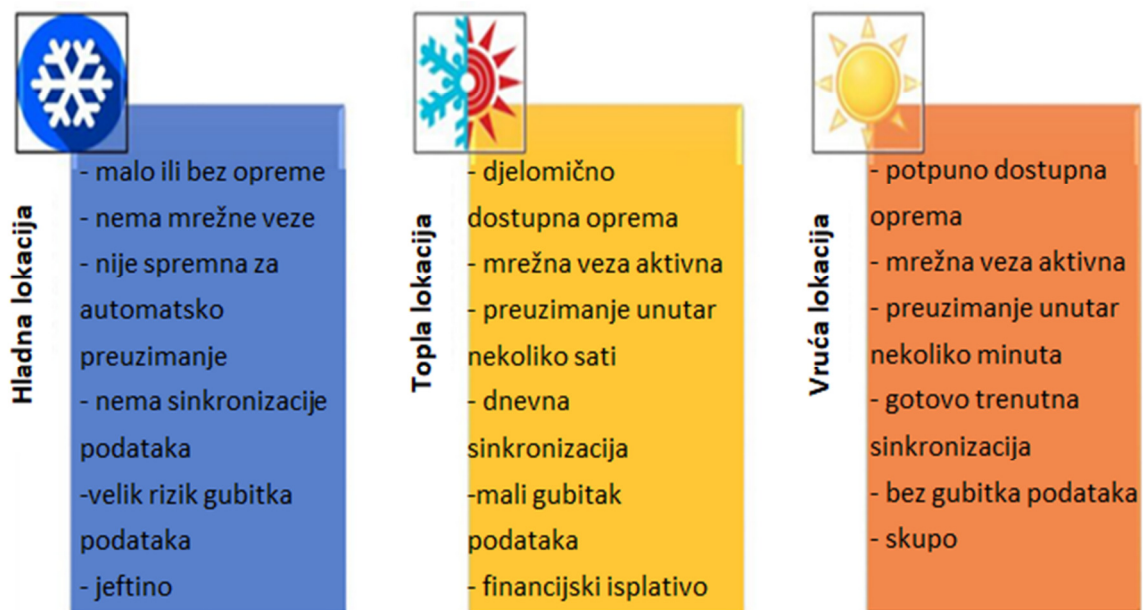 Hladna lokacija
- malo ili bez opreme
- nema mrežne veze
- nije spremna za
automatsko
preuzimanje
- nema sinkronizacije
podataka
-velik rizik gubitka
podataka
- jeftino
Topla lokacija
- djelomično
dostupna oprema
- mrežna veza aktivna
- preuzimanje unutar
nekoliko sati
- dnevna
sinkronizacija
-mali gubitak
podataka
- financijski isplativo
Vruća lokacija
- potpuno dostupna
oprema
- mrežna veza aktivna
- preuzimanje unutar
nekoliko minuta
- gotovo trenutna
sinkronizacija
- bez gubitka podataka
- skupo